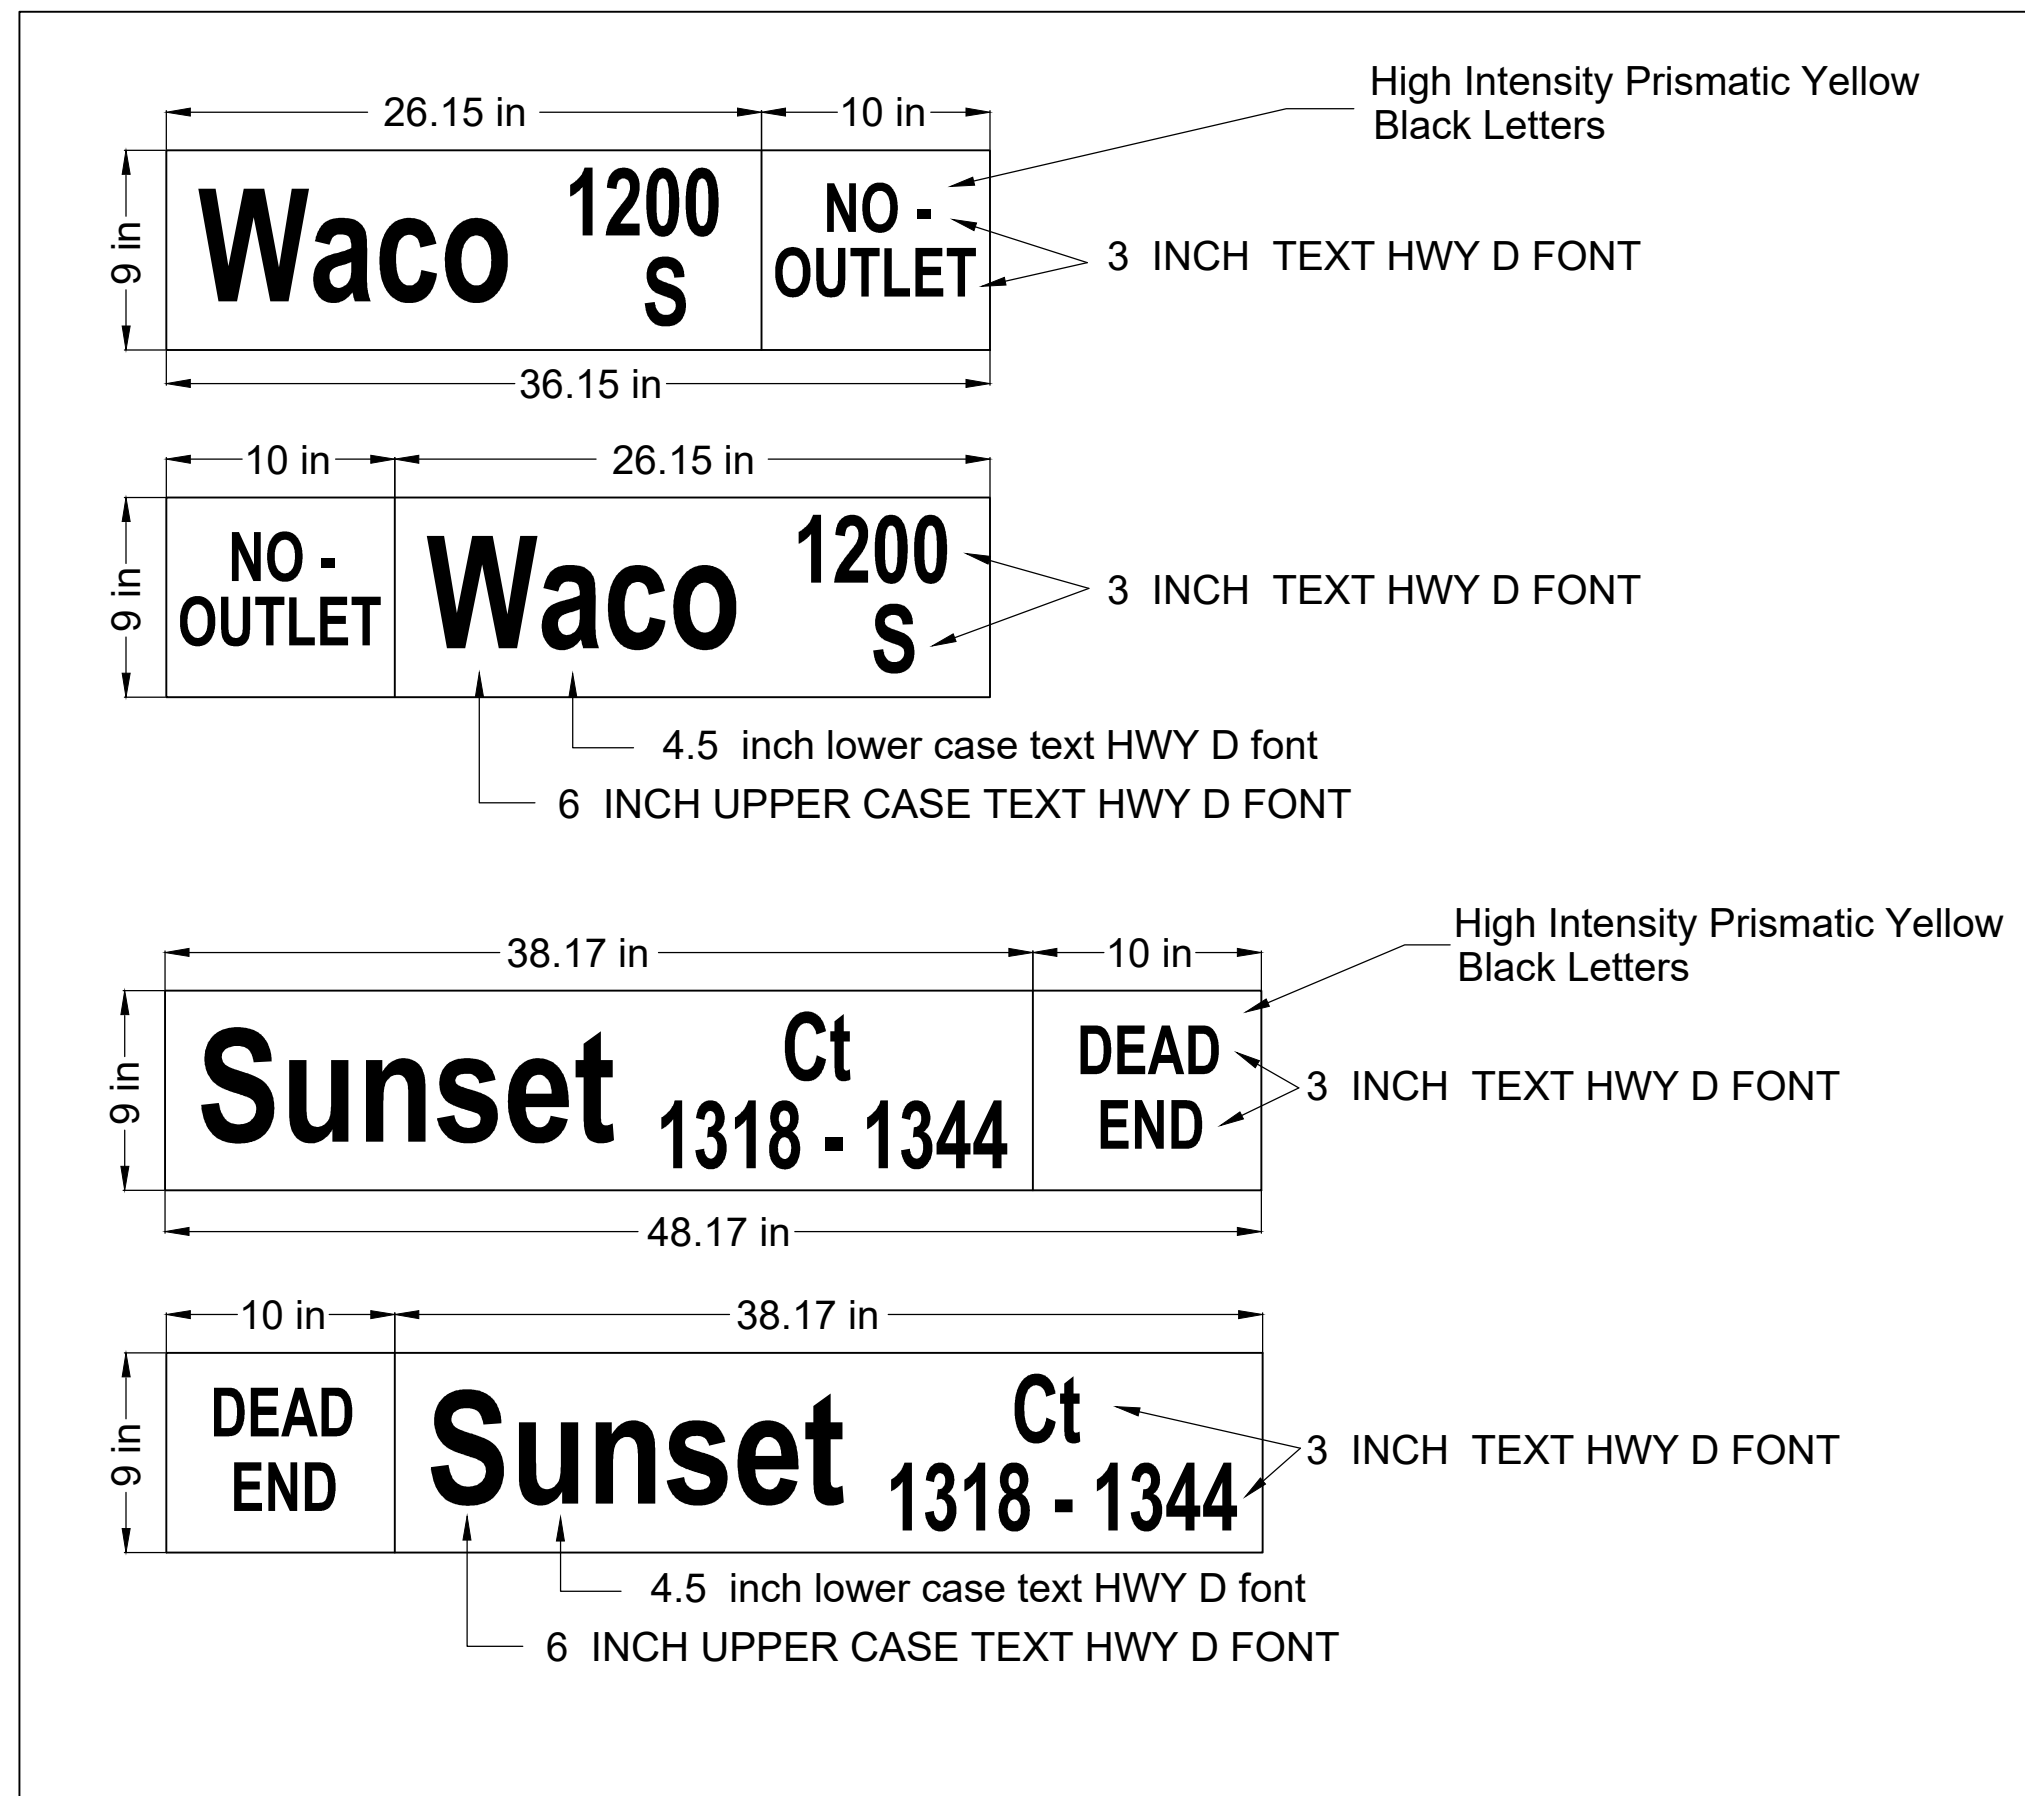 High Intensity Prismatic Yellow
Black Letters
26.15 in
10 in
9 in
Waco
1200
S
NO -
OUTLET
3 INCH TEXT HWY D FONT
36.15 in
10 in
26.15 in
9 in
NO -
OUTLET
Waco
1200
S
3 INCH TEXT HWY D FONT
4.5 inch lower case text HWY D font
6 INCH UPPER CASE TEXT HWY D FONT
High Intensity Prismatic Yellow
Black Letters
38.17 in
10 in
9 in
Sunset
Ct
1318 - 1344
DEAD
END
3 INCH TEXT HWY D FONT
48.17 in
10 in
38.17 in
9 in
DEAD
END
Sunset
Ct
1318 - 1344
3 INCH TEXT HWY D FONT
4.5 inch lower case text HWY D font
6 INCH UPPER CASE TEXT HWY D FONT